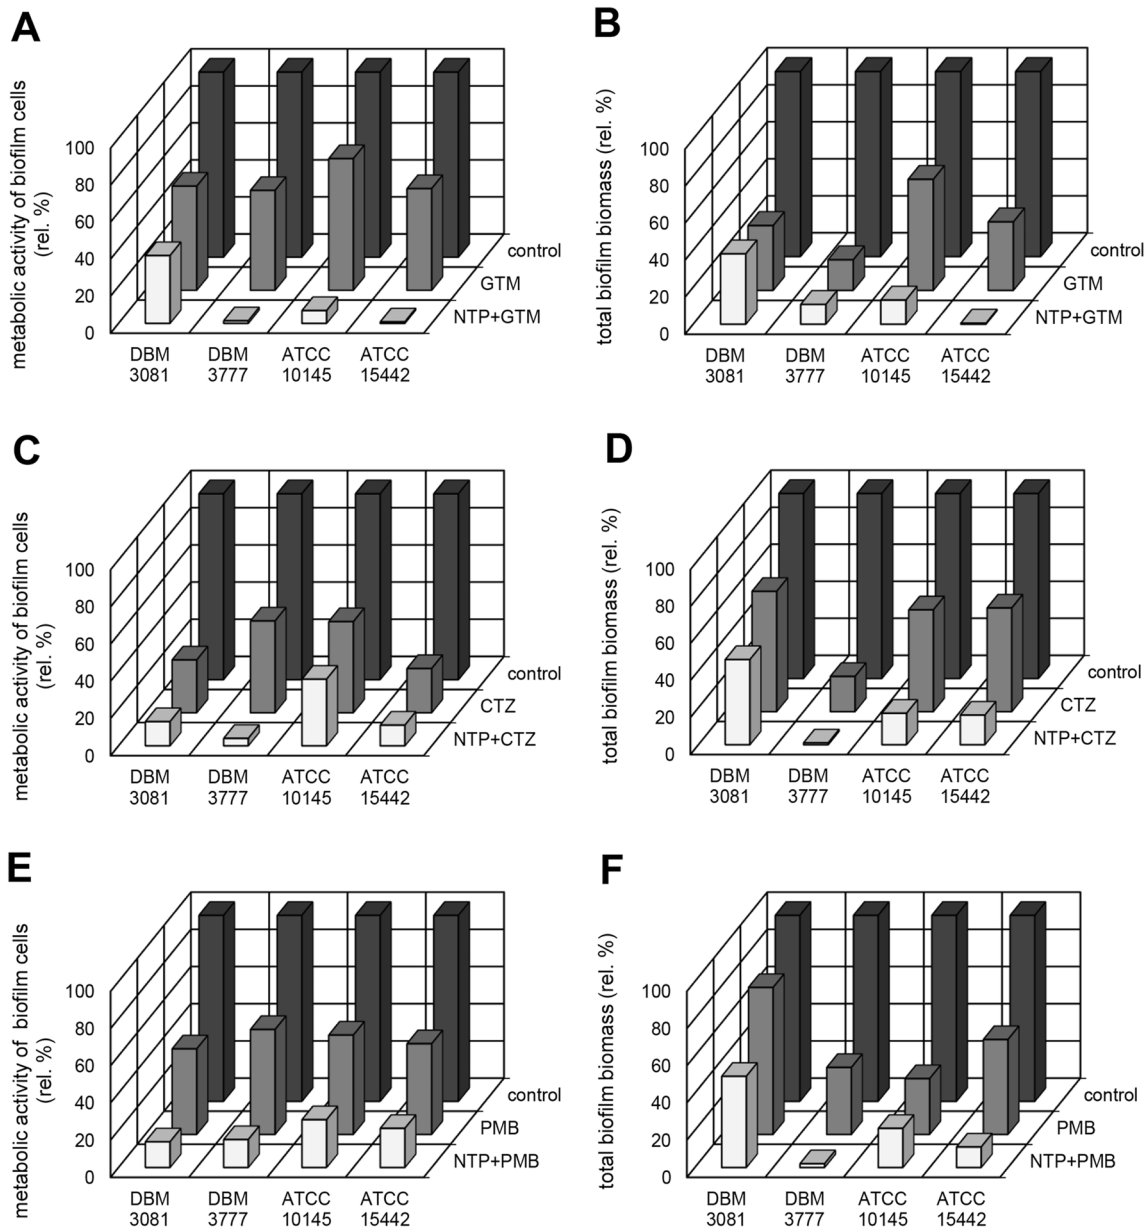 A
metabolic activity of biofilm cells
(rel. %)
100
80
60
40
20
0
control
GTM
NTP+GTM
DBM DBM ATCC ATCC
3081 3777 10145 15442
B
total biofilm biomass (rel. %)
100
80
60
40
20
0
control
GTM
NTP+GTM
DBM DBM ATCC ATCC
3081 3777 10145 15442
C
metabolic activity of biofilm cells
(rel. %)
100
80
60
40
20
0
control
CTZ
NTP+CTZ
DBM DBM ATCC ATCC
3081 3777 10145 15442
D
total biofilm biomass (rel. %)
100
80
60
40
20
0
control
CTZ
NTP+CTZ
DBM DBM ATCC ATCC
3081 3777 10145 15442
E
metabolic activity of biofilm cells
(rel. %)
100
80
60
40
20
0
control
PMB
NTP+PMB
DBM DBM ATCC ATCC
3081 3777 10145 15442
F
total biofilm biomass (rel. %)
100
80
60
40
20
0
control
PMB
NTP+PMB
DBM DBM ATCC ATCC
3081 3777 10145 15442